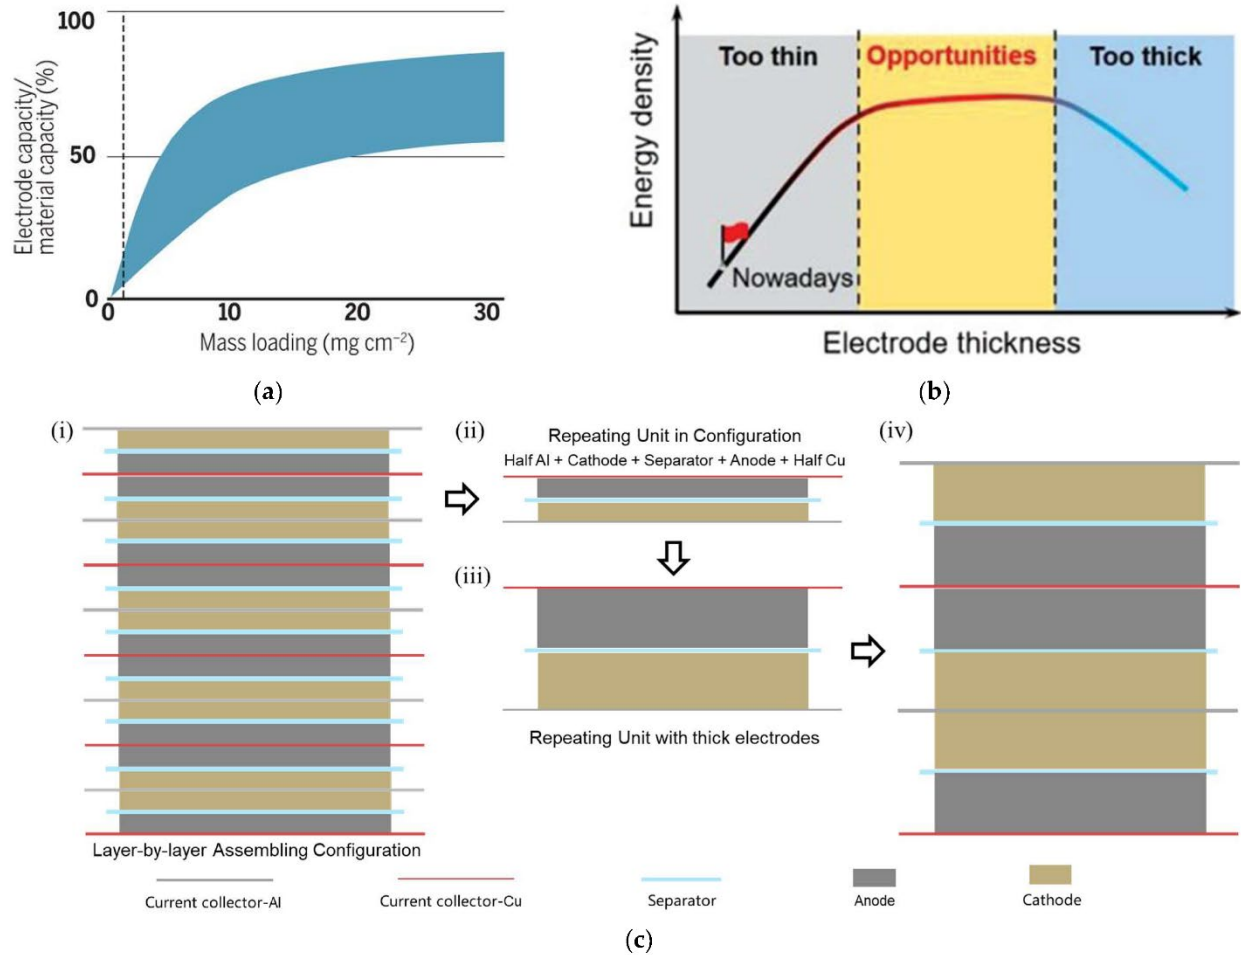 100
50
0
Electrode capacity/
material capacity (%)
0 10 20 30
Mass loading (mg cm⁻²)
(a)
Too thin Opportunities Too thick
Energy density
Nowadays
Electrode thickness
(b)
(i)
(ii)
Repeating Unit in Configuration
Half Al + Cathode + Separator + Anode + Half Cu
(iii)
Repeating Unit with thick electrodes
(iv)
Layer-by-layer Assembling Configuration
Current collector-Al
Current collector-Cu
Separator
Anode
Cathode
(c)